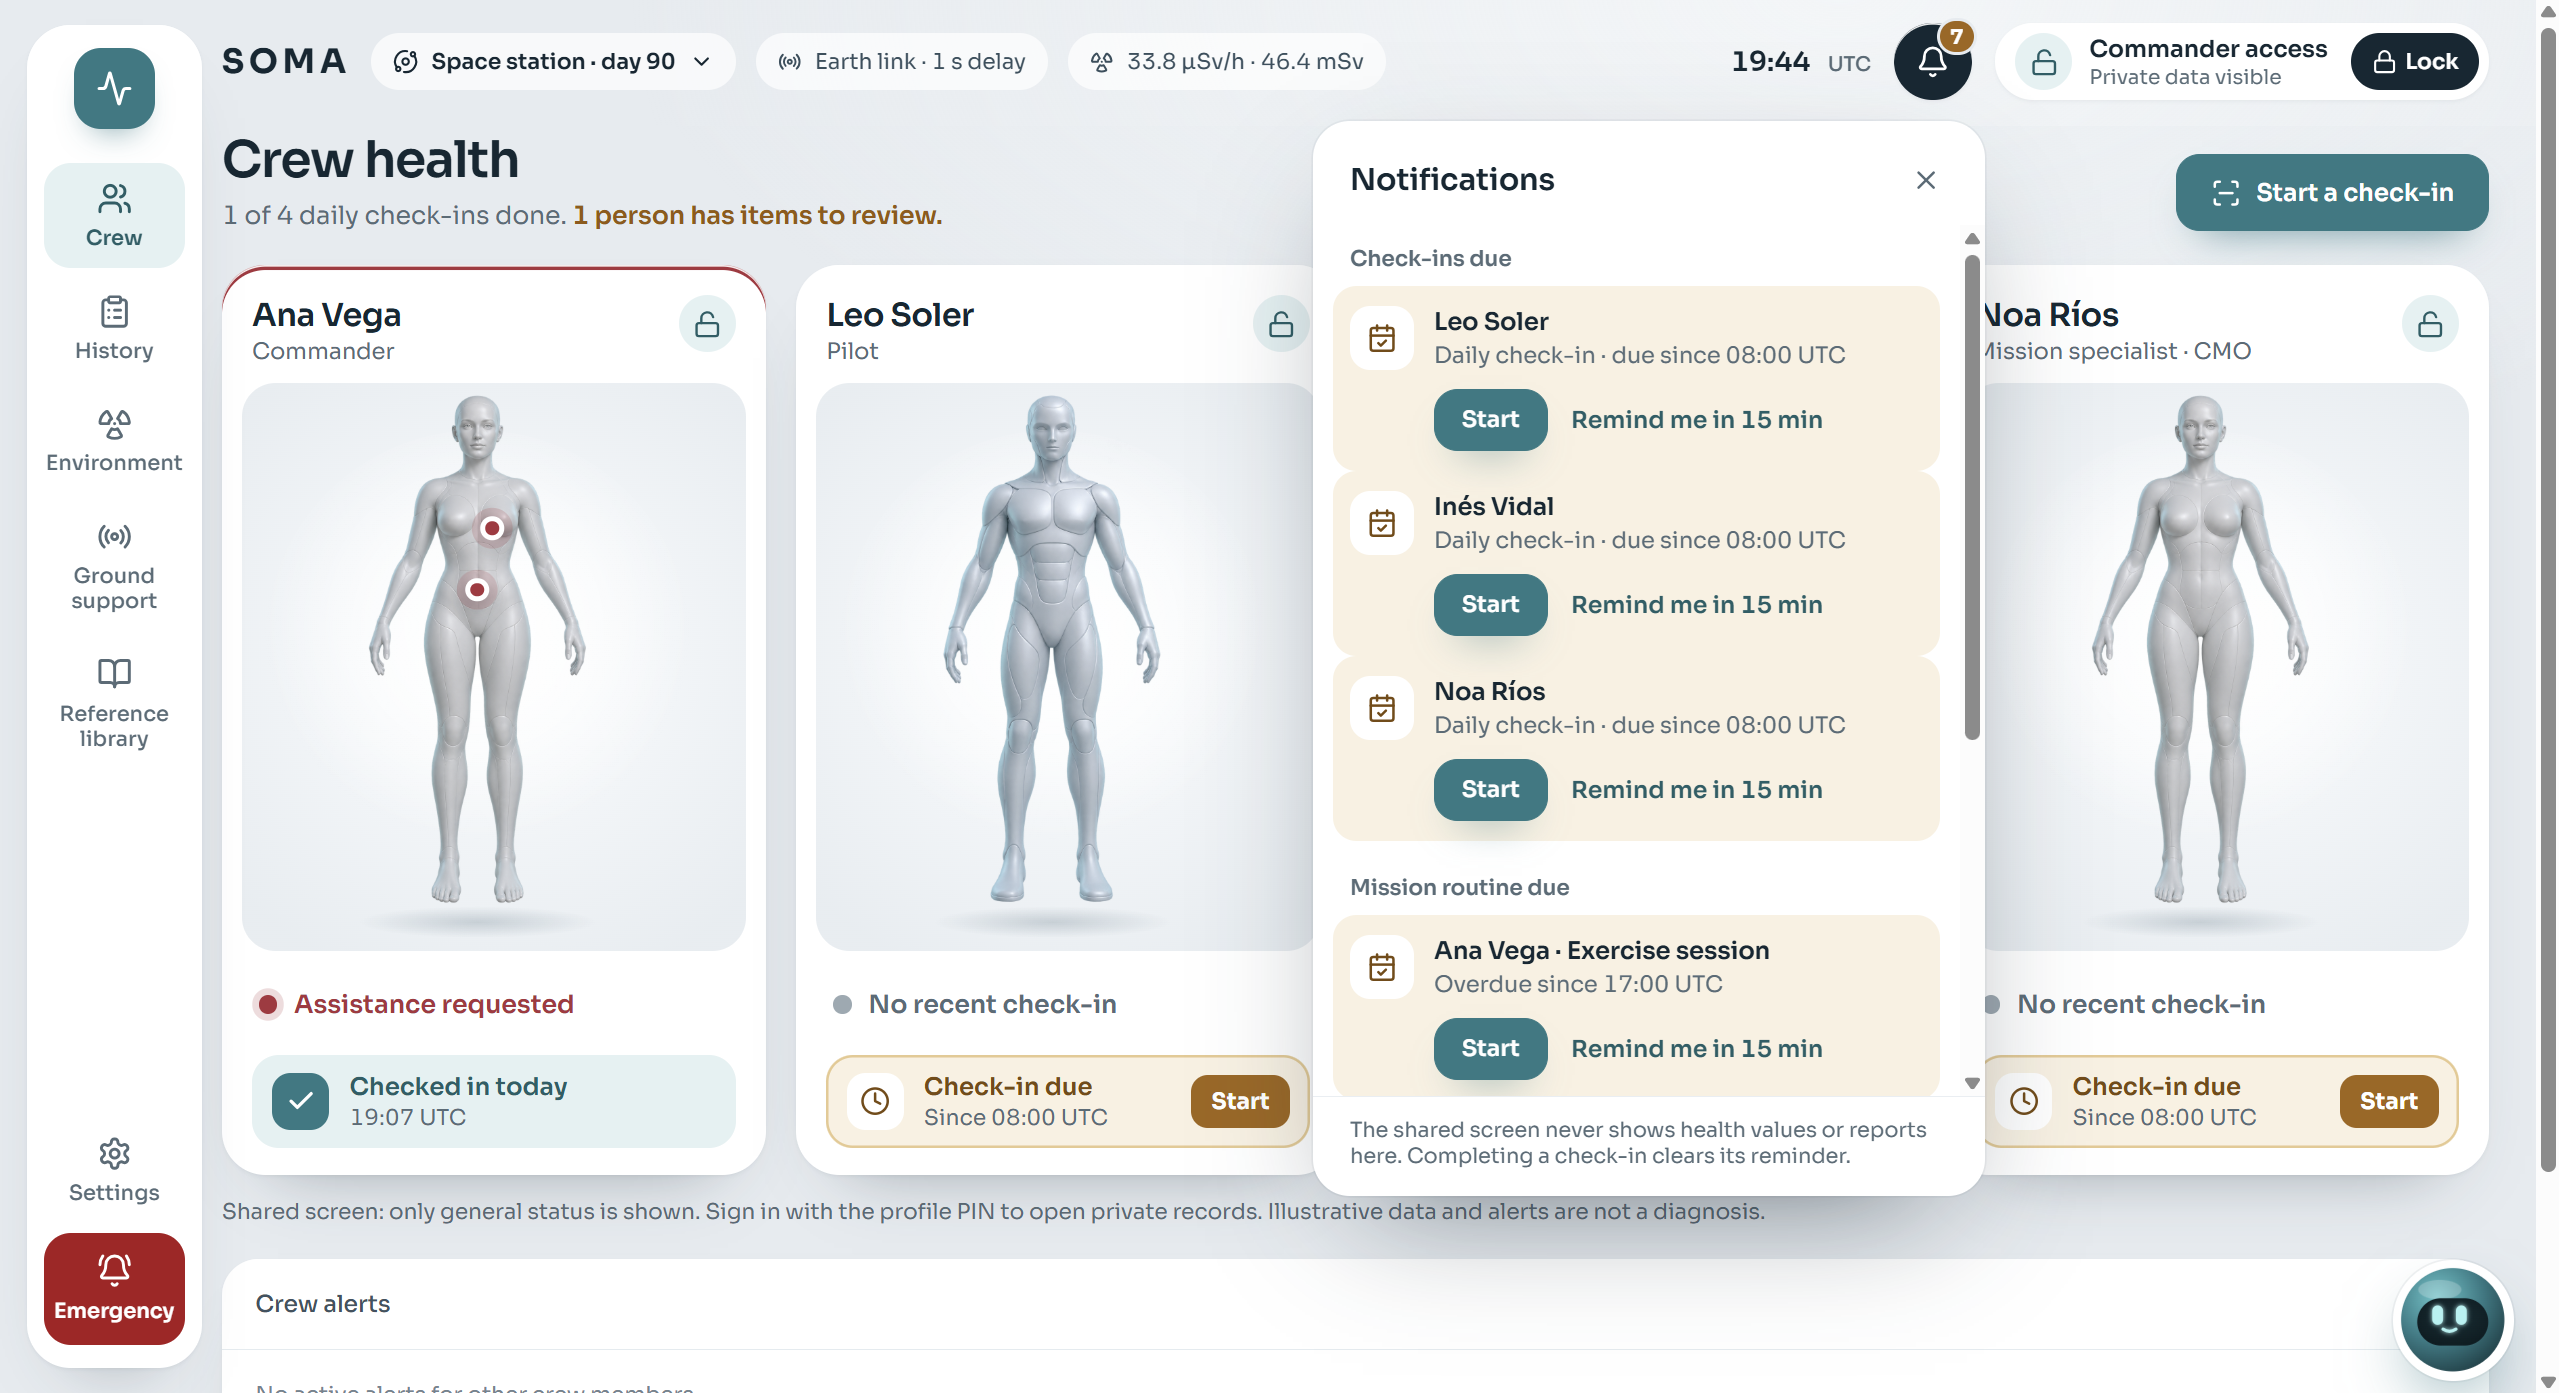 SOMA
Space station · day 90
Earth link · 1 s delay
33.8 µSv/h · 46.4 mSv
19:44 UTC
7
Commander access
Private data visible
Lock
Crew
History
Environment
Ground
support
Reference
library
Settings
Emergency
Crew health
1 of 4 daily check-ins done. 1 person has items to review.
Start a check-in
Ana Vega
Commander
Assistance requested
Checked in today
19:07 UTC
Leo Soler
Pilot
No recent check-in
Check-in due
Since 08:00 UTC
Start
Notifications
Check-ins due
Leo Soler
Daily check-in · due since 08:00 UTC
Start
Remind me in 15 min
Inés Vidal
Daily check-in · due since 08:00 UTC
Start
Remind me in 15 min
Noa Ríos
Daily check-in · due since 08:00 UTC
Start
Remind me in 15 min
Mission routine due
Ana Vega · Exercise session
Overdue since 17:00 UTC
Start
Remind me in 15 min
The shared screen never shows health values or reports
here. Completing a check-in clears its reminder.
Noa Ríos
Mission specialist · CMO
No recent check-in
Check-in due
Since 08:00 UTC
Start
Shared screen: only general status is shown. Sign in with the profile PIN to open private records. Illustrative data and alerts are not a diagnosis.
Crew alerts
No active alerts for other crew members